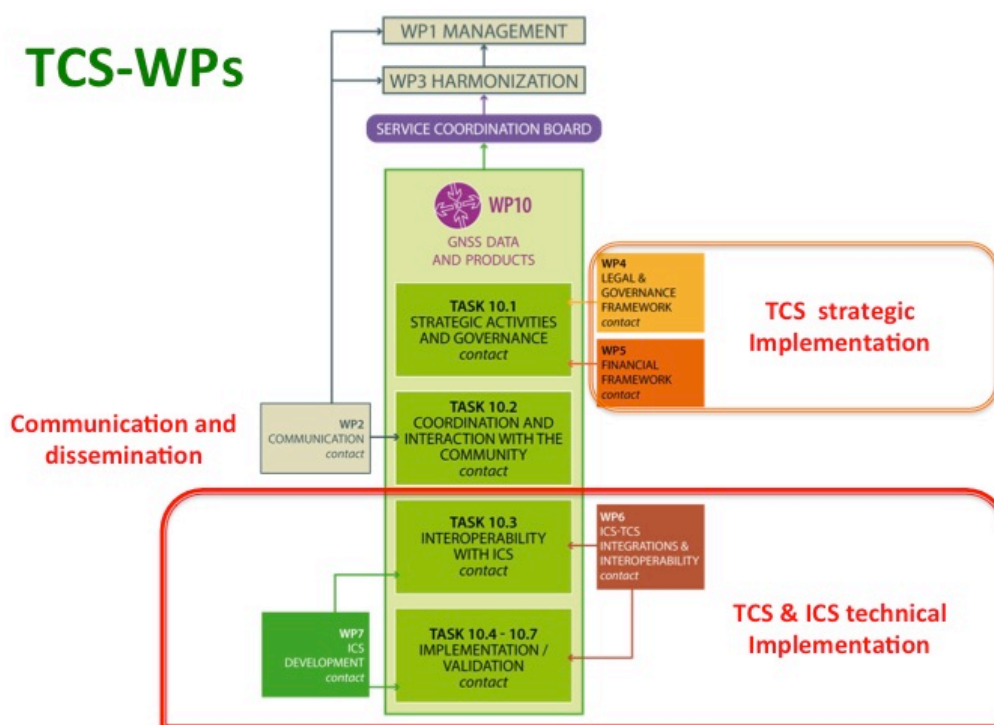 TCS-WPs
WP1 MANAGEMENT
WP3 HARMONIZATION
SERVICE COORDINATION BOARD
WP10
GNSS DATA
AND PRODUCTS
TASK 10.1
STRATEGIC ACTIVITIES
AND GOVERNANCE
contact
WP4
LEGAL &
GOVERNANCE
FRAMEWORK
contact
WP5
FINANCIAL
FRAMEWORK
contact
TCS strategic
Implementation
Communication and
dissemination
WP2
COMMUNICATION
contact
TASK 10.2
COORDINATION AND
INTERACTION WITH THE
COMMUNITY
contact
TASK 10.3
INTEROPERABILITY
WITH ICS
contact
WP6
ICS-TCS
INTEGRATIONS &
INTEROPERABILITY
contact
WP7
ICS
DEVELOPMENT
contact
TASK 10.4 - 10.7
IMPLEMENTATION /
VALIDATION
contact
TCS & ICS technical
Implementation